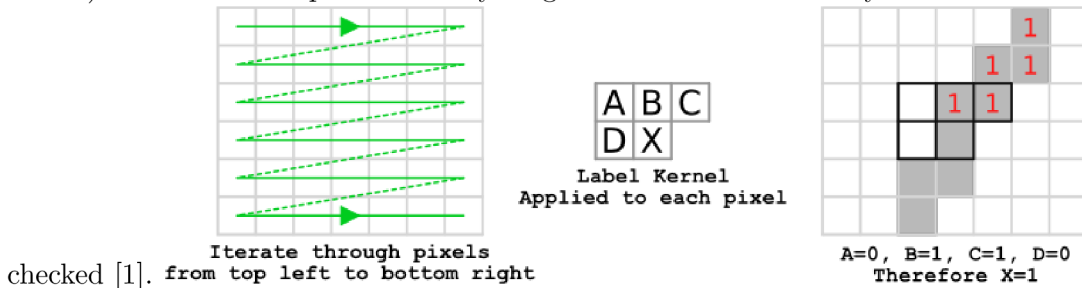 1
1 1
A B C
1 1
D X
Label Kernel
Applied to each pixel
Iterate through pixels
from top left to bottom right
A=0, B=1, C=1, D=0
Therefore X=1
checked [1].